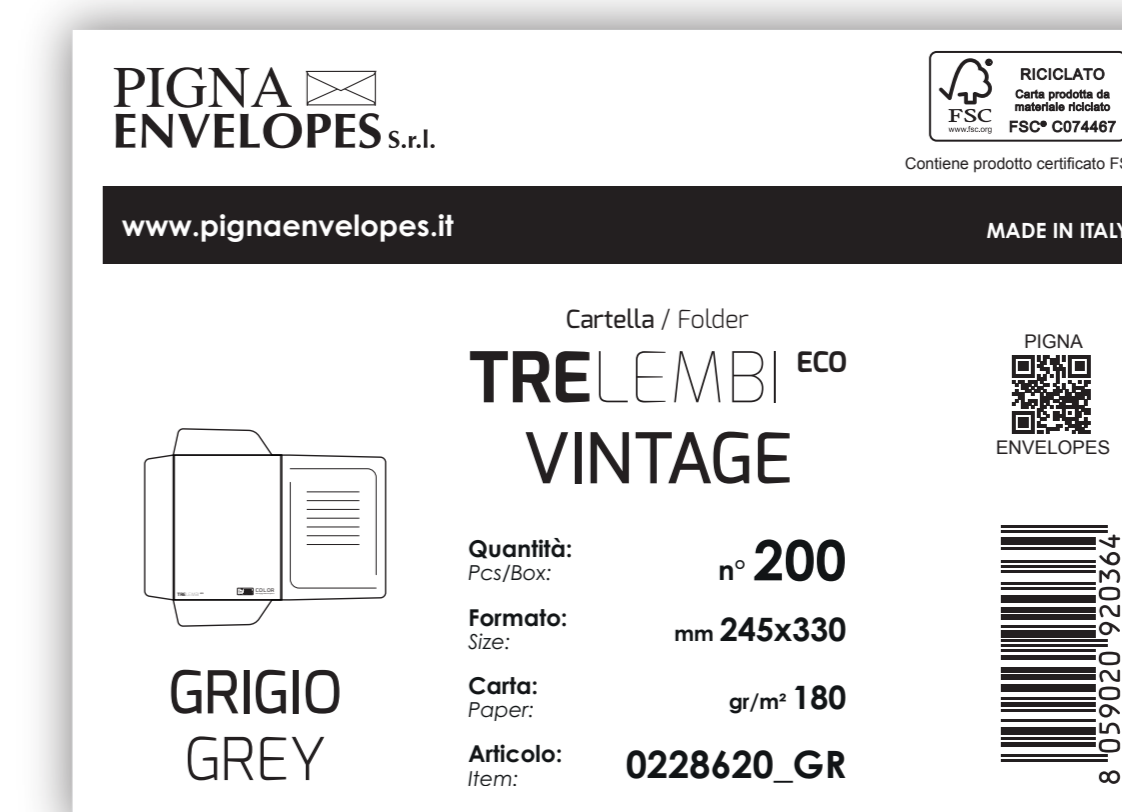 PIGNA
ENVELOPES S.r.l.
FSC
www.fsc.org
RICICLATO
Carta prodotta da
materiale riciclato
FSC® C074467
Contiene prodotto certificato
www.pignaenvelopes.it
MADE IN ITALY
Cartella / Folder
TRELEMBI ECO
VINTAGE
PIGNA
ENVELOPES
COLOR
GRIGIO
GREY
Quantità:
Pcs/Box:
n° 200
Formato:
Size:
mm 245x330
Carta:
Paper:
gr/m² 180
Articolo:
Item:
0228620_GR
8 059020 920364